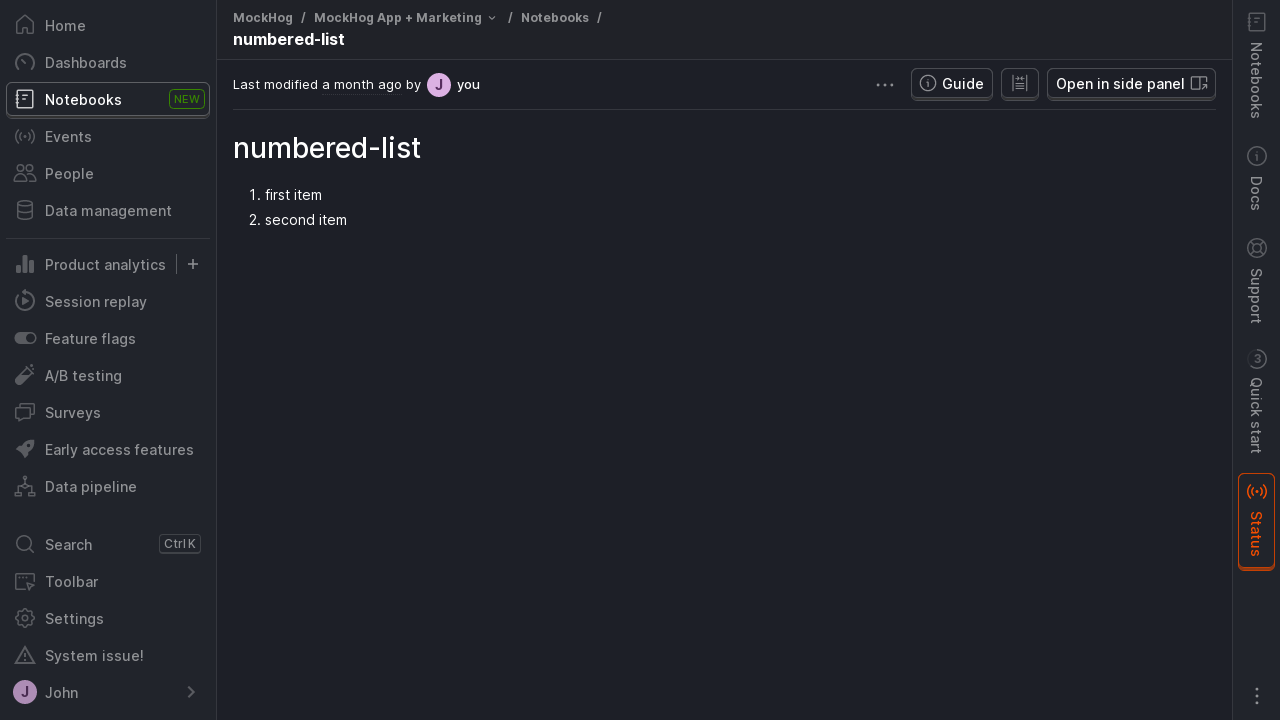 Home
Dashboards
Notebooks NEW
Events
People
Data management
Product analytics
Session replay
Feature flags
A/B testing
Surveys
Early access features
Data pipeline
Search Ctrl K
Toolbar
Settings
System issue!
J John
MockHog / MockHog App + Marketing / Notebooks /
numbered-list
Last modified a month ago by J you
Guide
Open in side panel
numbered-list
1. first item
2. second item
Notebooks
Docs
Support
3 Quick start
Status